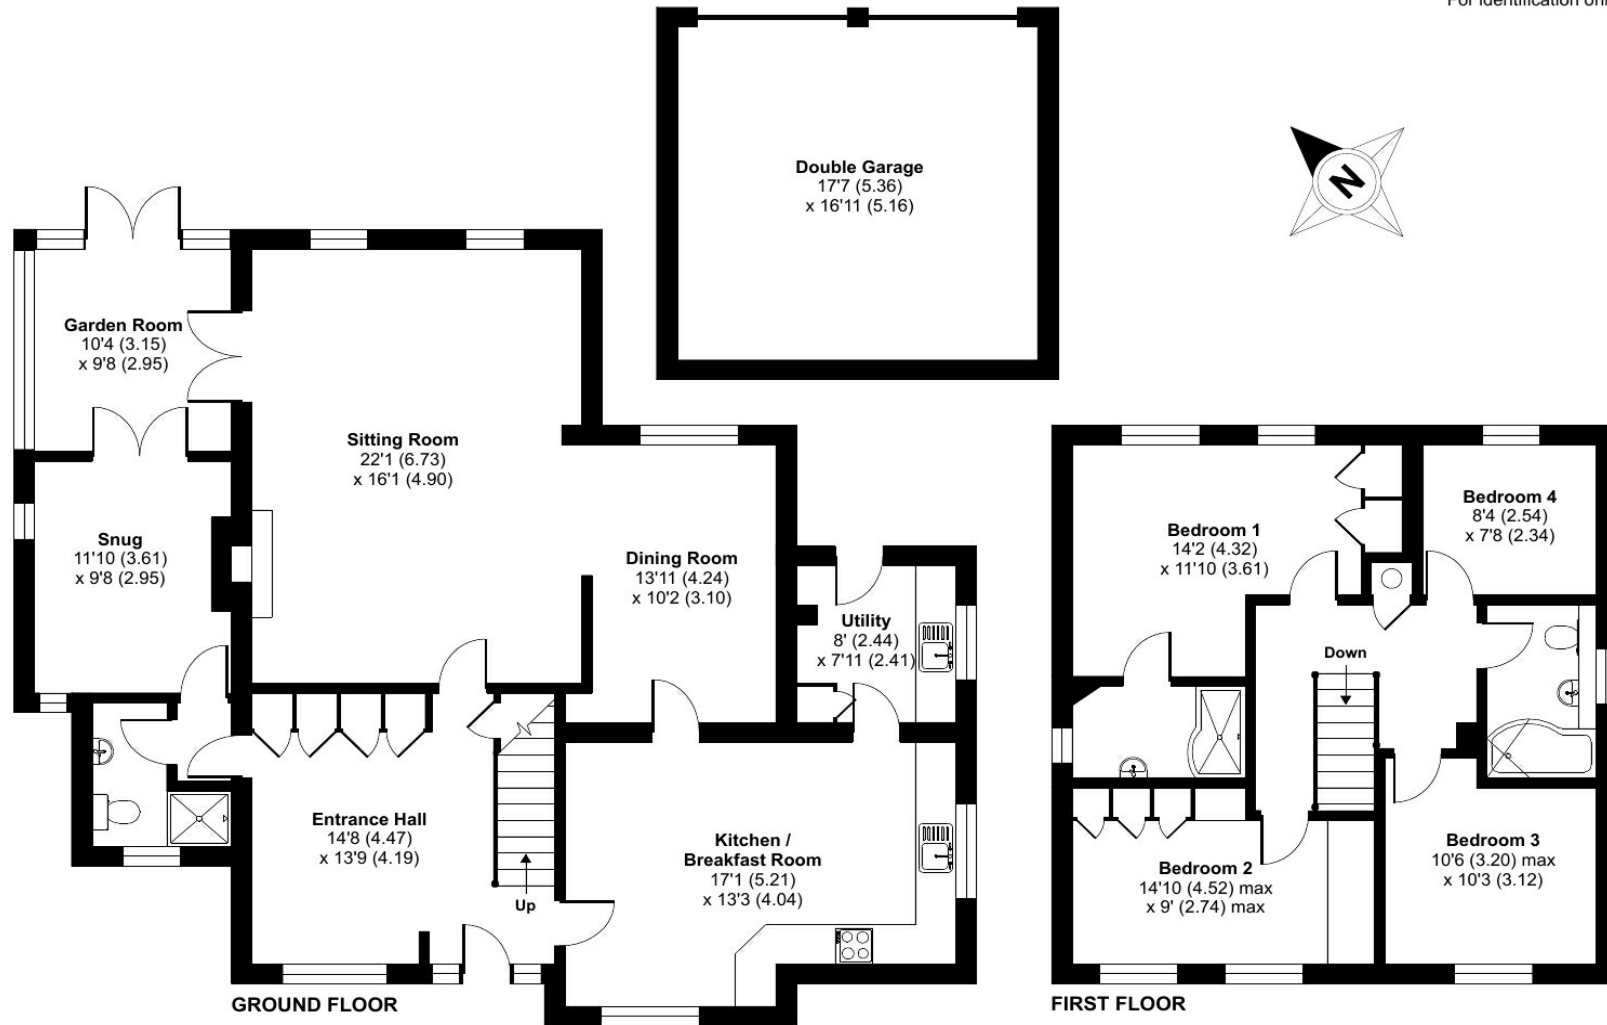 For identification onl
Double Garage
17'7 (5.36)
x 16'11 (5.16)
N
Garden Room
10'4 (3.15)
x 9'8 (2.95)
Sitting Room
22'1 (6.73)
x 16'1 (4.90)
Snug
11'10 (3.61)
x 9'8 (2.95)
Dining Room
13'11 (4.24)
x 10'2 (3.10)
Utility
8' (2.44)
x 7'11 (2.41)
Entrance Hall
14'8 (4.47)
x 13'9 (4.19)
Up
Kitchen /
Breakfast Room
17'1 (5.21)
x 13'3 (4.04)
GROUND FLOOR
Bedroom 1
14'2 (4.32)
x 11'10 (3.61)
Bedroom 4
8'4 (2.54)
x 7'8 (2.34)
Down
Bedroom 2
14'10 (4.52) max
x 9' (2.74) max
Bedroom 3
10'6 (3.20) max
x 10'3 (3.12)
FIRST FLOOR